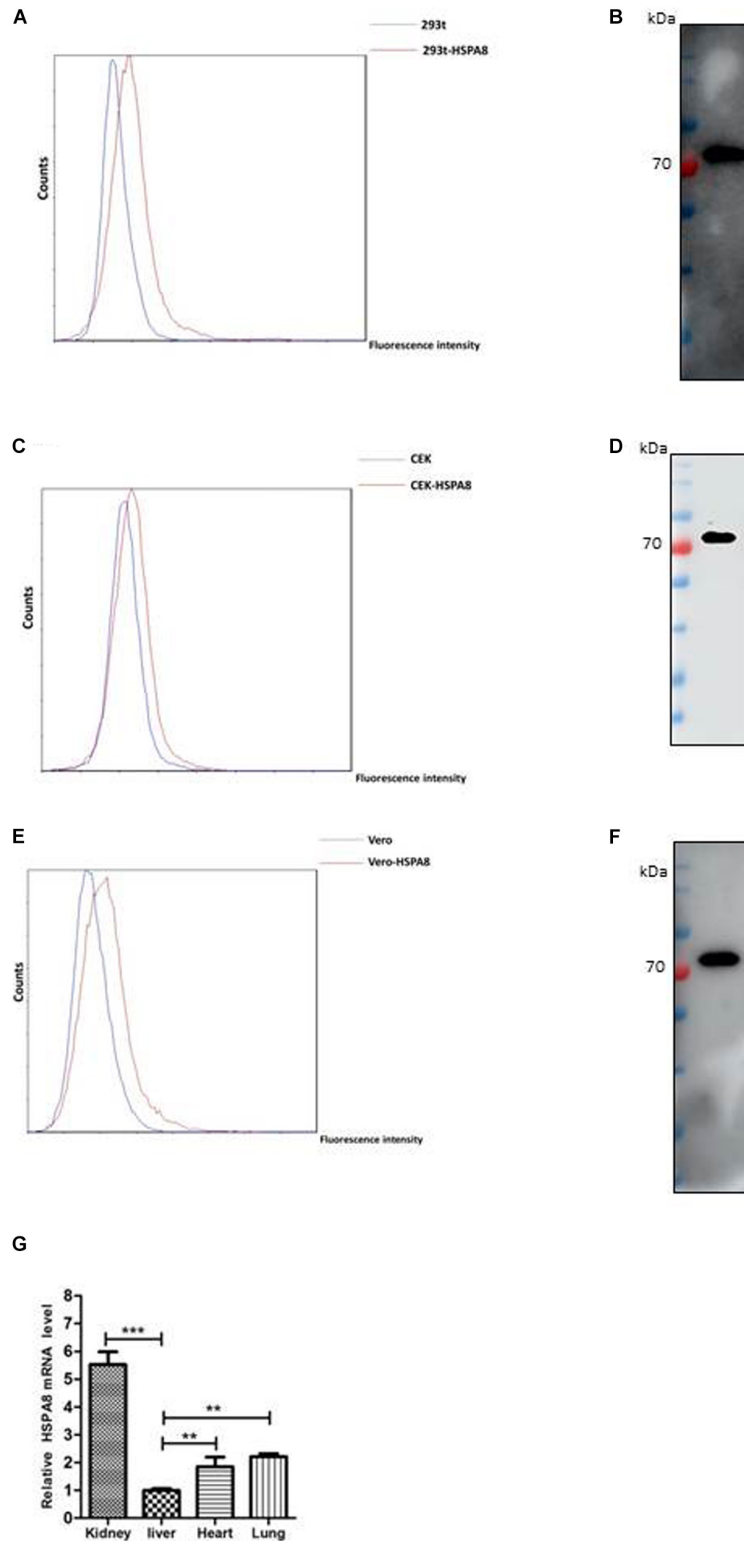 A
293t
293t-HSPA8
Counts
Fluorescence intensity
B
kDa
70
C
CEK
CEK-HSPA8
Counts
Fluorescence intensity
D
kDa
70
E
Vero
Vero-HSPA8
Counts
Fluorescence intensity
F
kDa
70
G
Relative HSPA8 mRNA level
8
7
6
5
4
3
2
1
0
***
**
**
Kidney liver Heart Lung